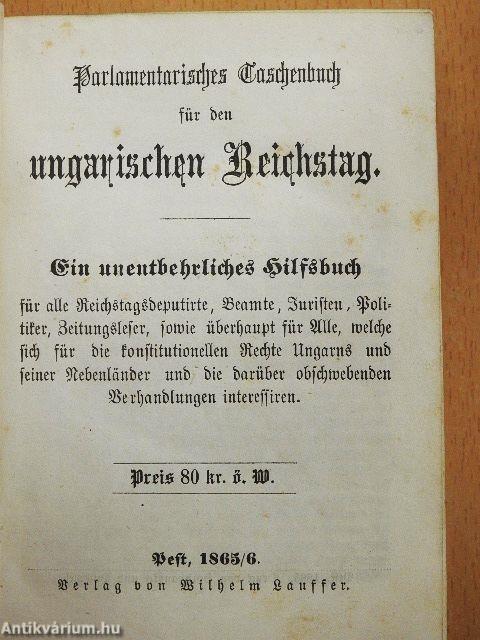 Parlamentarisches Taschenbuch
für den
ungarischen Reichstag.
Ein unentbehrliches Hilfsbuch
für alle Reichstagsdeputirte, Beamte, Juristen, Poli-
tiker, Zeitungsleser, sowie überhaupt für Alle, welche
sich für die konstitutionellen Rechte Ungarns und
seiner Nebenländer und die darüber obschwebenden
Verhandlungen interessiren.
Preis 80 kr. ö. W.
Pest, 1865/6.
Verlag von Wilhelm Lauffer.
Antikvárium.hu